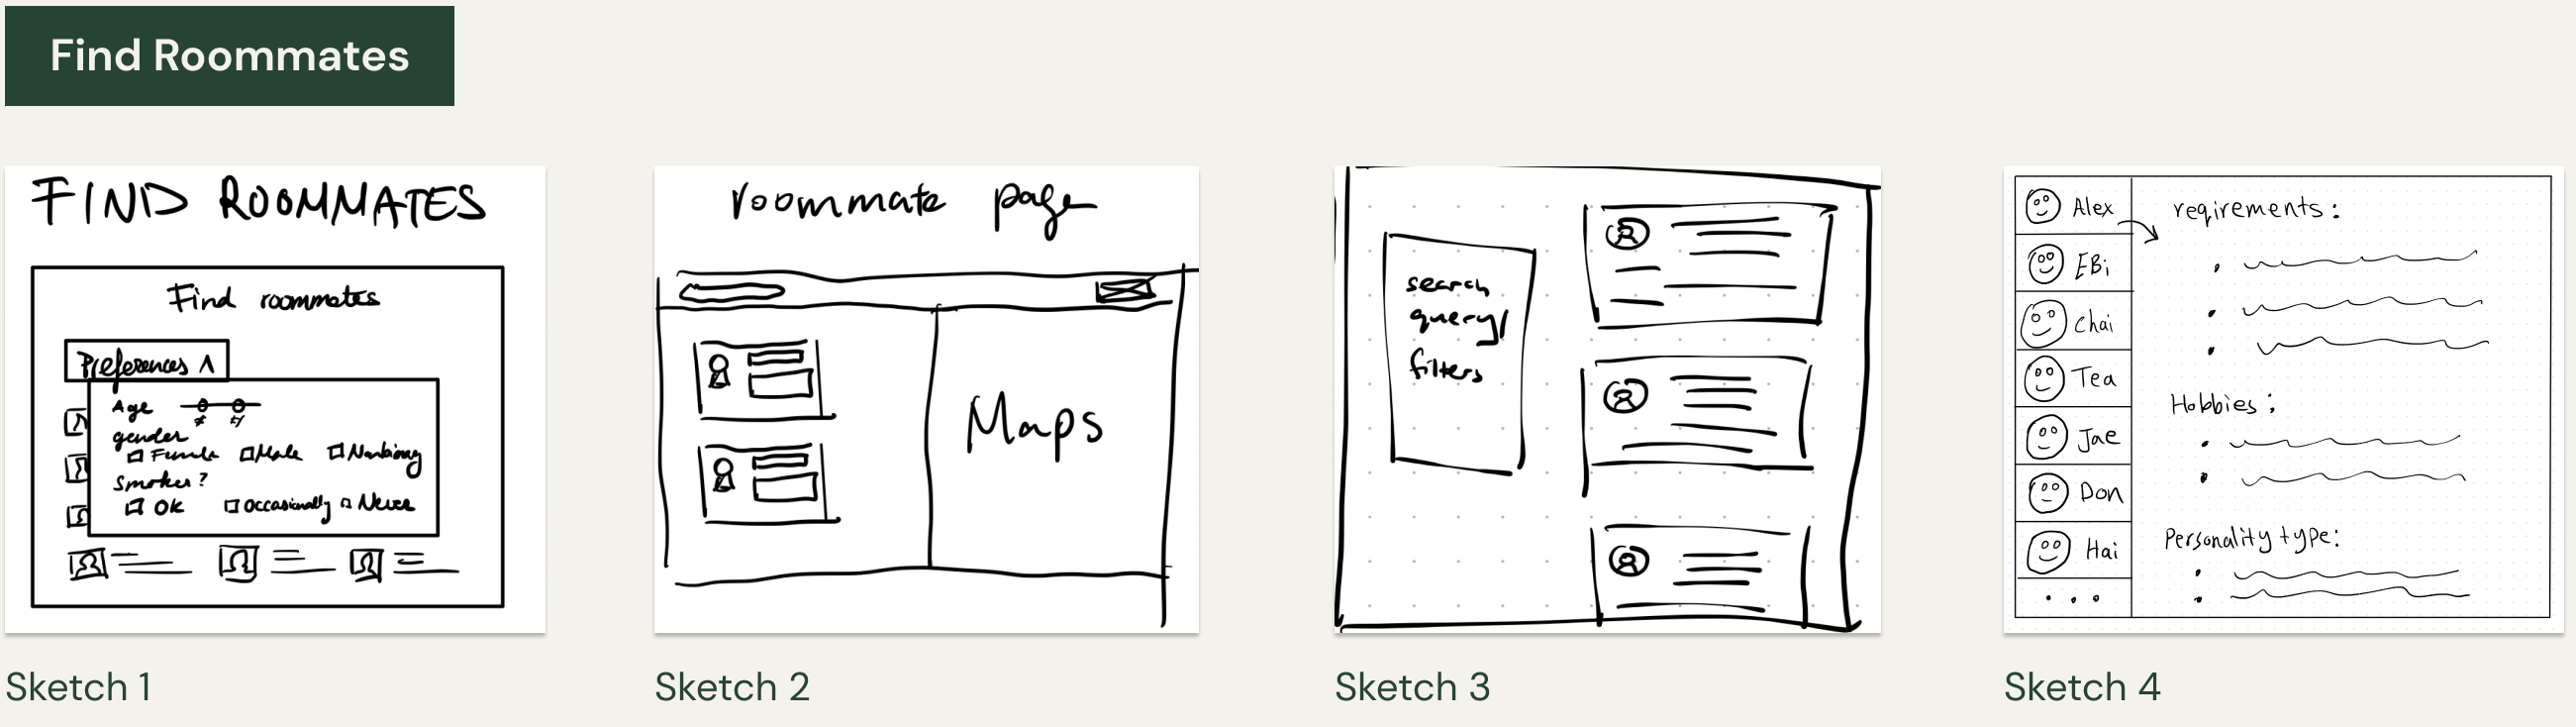 Find Roommates
FIND ROOMMATES
Find roommates
Preferences ^
Age
gender
Female Male Nonbinary
Smoker?
OK Occasionally Never
Sketch 1
roommate page
Maps
Sketch 2
search
query/
filters
Sketch 3
Alex
EBi
Chai
Tea
Jae
Don
Hai
...
reqirements:
Hobbies:
Personality type:
Sketch 4